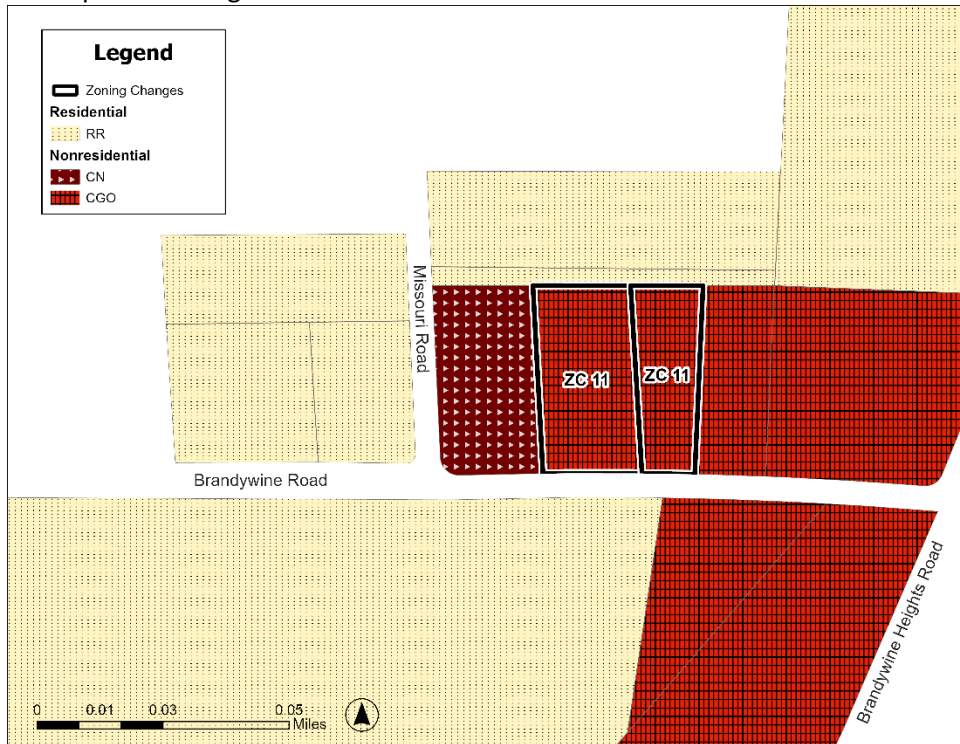 Legend
Zoning Changes
Residential
RR
Nonresidential
CN
CGO
Missouri Road
ZC 11
ZC 11
Brandywine Road
Brandywine Heights Road
0 0.01 0.03 0.05
Miles